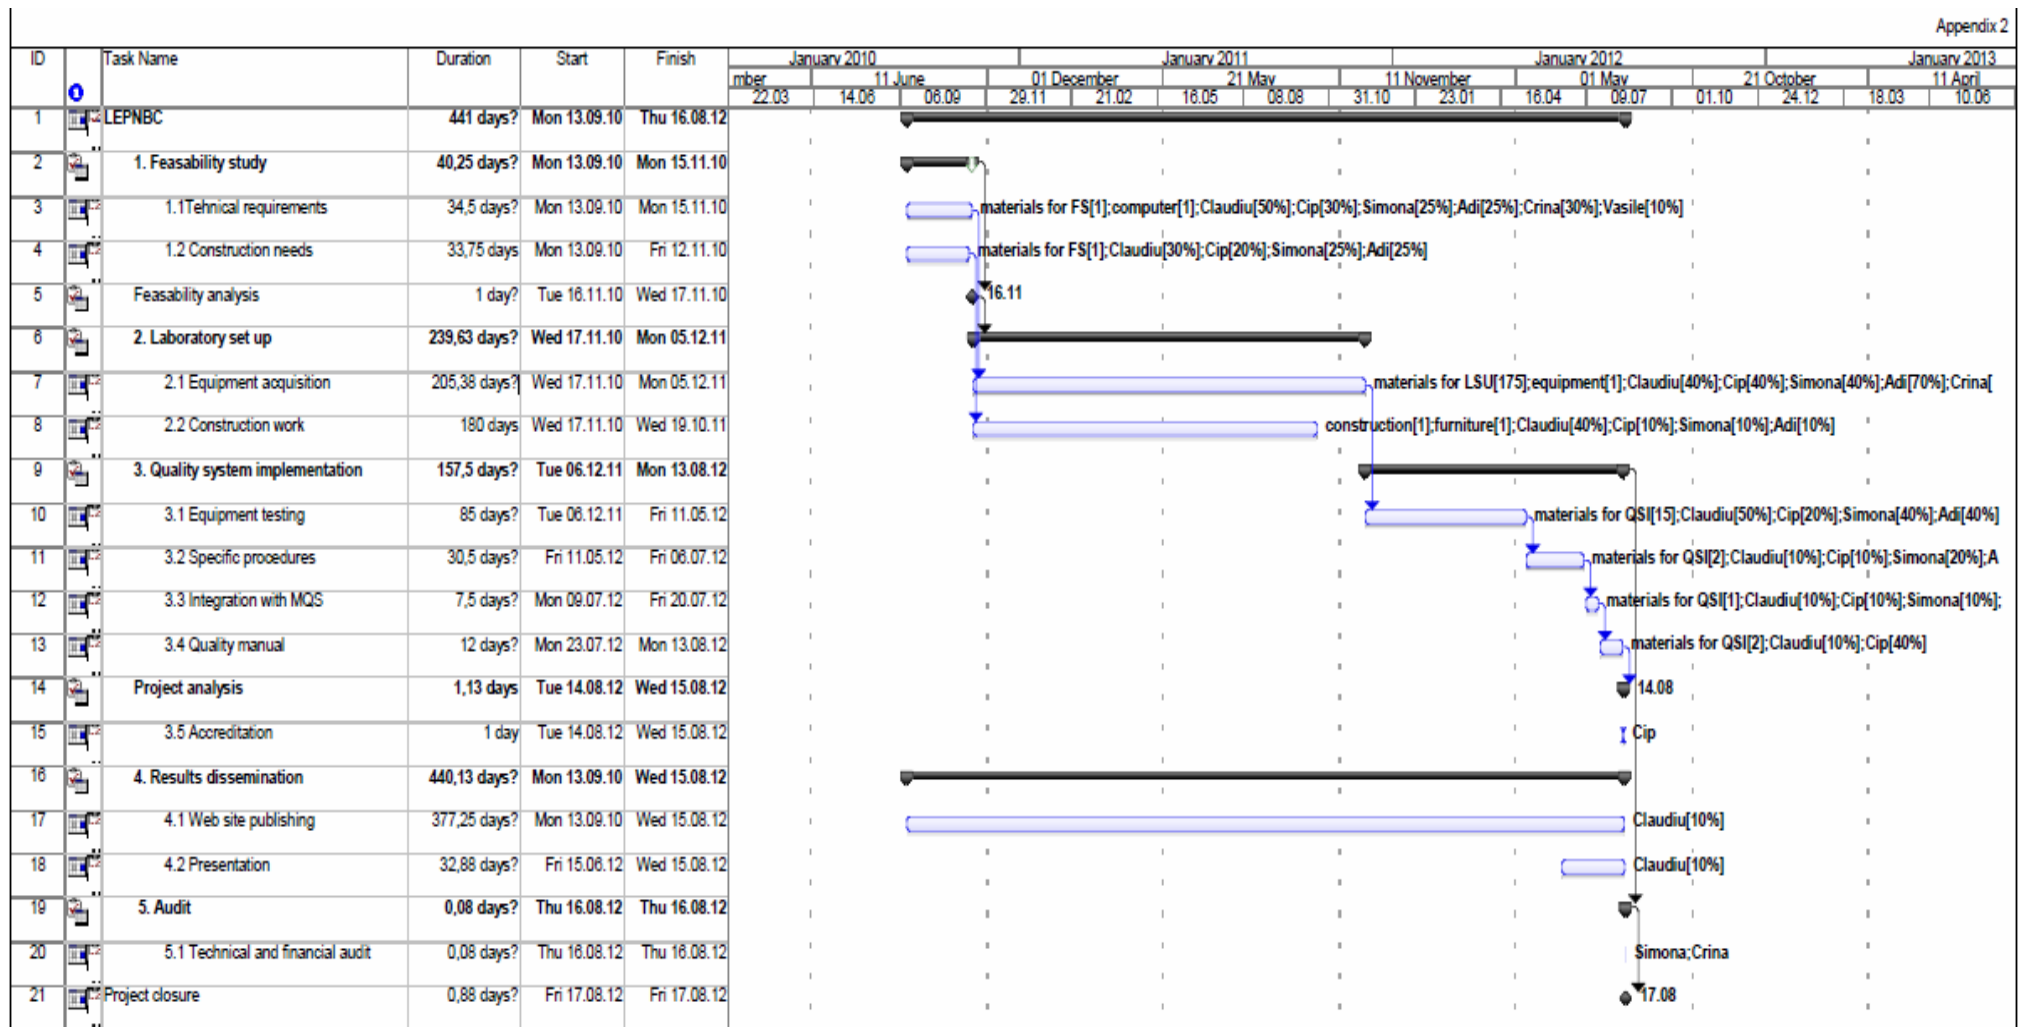 Appendix 2
ID Task Name Duration Start Finish January 2010 January 2011 January 2012 January 2013
mber 11 June 01 December 21 May 11 November 01 May 21 October 11 April
22.03 14.06 06.09 29.11 21.02 16.05 08.08 31.10 23.01 16.04 09.07 01.10 24.12 18.03 10.06
1 LEPNBC 441 days? Mon 13.09.10 Thu 16.08.12
2 1. Feasability study 40,25 days? Mon 13.09.10 Mon 15.11.10
3 1.1Tehnical requirements 34,5 days? Mon 13.09.10 Mon 15.11.10 materials for FS[1];computer[1];Claudiu[50%];Cip[30%];Simona[25%];Adi[25%];Crina[30%];Vasile[10%]
4 1.2 Construction needs 33,75 days Mon 13.09.10 Fri 12.11.10 materials for FS[1];Claudiu[30%];Cip[20%];Simona[25%];Adi[25%]
5 Feasability analysis 1 day? Tue 16.11.10 Wed 17.11.10 16.11
6 2. Laboratory set up 239,63 days? Wed 17.11.10 Mon 05.12.11
7 2.1 Equipment acquisition 205,38 days? Wed 17.11.10 Mon 05.12.11 materials for LSU[175];equipment[1];Claudiu[40%];Cip[40%];Simona[40%];Adi[70%];Crina[
8 2.2 Construction work 180 days Wed 17.11.10 Wed 19.10.11 construction[1];furniture[1];Claudiu[40%];Cip[10%];Simona[10%];Adi[10%]
9 3. Quality system implementation 157,5 days? Tue 06.12.11 Mon 13.08.12
10 3.1 Equipment testing 85 days? Tue 06.12.11 Fri 11.05.12 materials for QSI[15];Claudiu[50%];Cip[20%];Simona[40%];Adi[40%]
11 3.2 Specific procedures 30,5 days? Fri 11.05.12 Fri 06.07.12 materials for QSI[2];Claudiu[10%];Cip[10%];Simona[20%];A
12 3.3 Integration with MQS 7,5 days? Mon 09.07.12 Fri 20.07.12 materials for QSI[1];Claudiu[10%];Cip[10%];Simona[10%];
13 3.4 Quality manual 12 days? Mon 23.07.12 Mon 13.08.12 materials for QSI[2];Claudiu[10%];Cip[40%]
14 Project analysis 1,13 days Tue 14.08.12 Wed 15.08.12 14.08
15 3.5 Accreditation 1 day Tue 14.08.12 Wed 15.08.12 Cip
16 4. Results dissemination 440,13 days? Mon 13.09.10 Wed 15.08.12
17 4.1 Web site publishing 377,25 days? Mon 13.09.10 Wed 15.08.12 Claudiu[10%]
18 4.2 Presentation 32,88 days? Fri 15.06.12 Wed 15.08.12 Claudiu[10%]
19 5. Audit 0,08 days? Thu 16.08.12 Thu 16.08.12
20 5.1 Technical and financial audit 0,08 days? Thu 16.08.12 Thu 16.08.12 Simona;Crina
21 Project closure 0,88 days? Fri 17.08.12 Fri 17.08.12 17.08